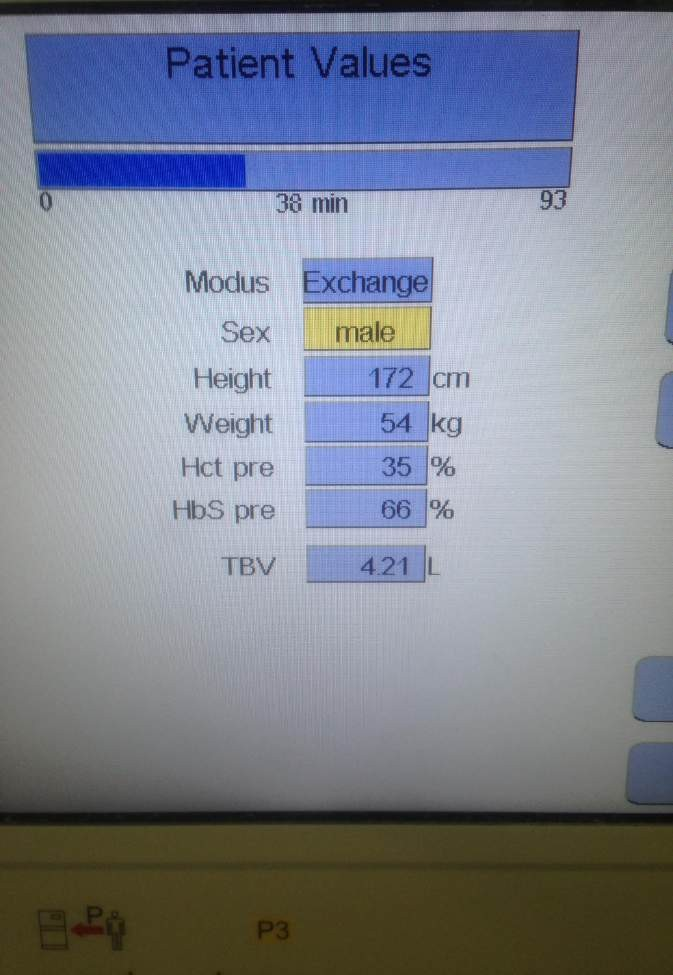 Patient Values
0 38 min 93
Modus Exchange
Sex male
Height 172 cm
Weight 54 kg
Hct pre 35 %
HbS pre 66 %
TBV 4.21 L
P P3